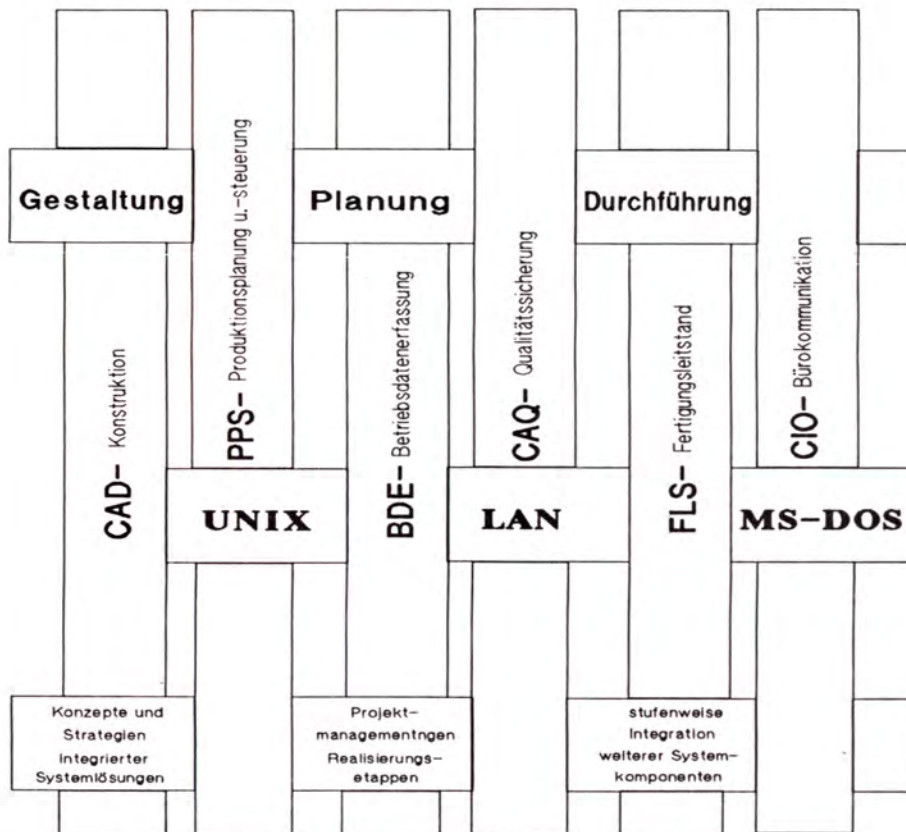 Gestaltung
Planung
Durchführung
CAD- Konstruktion
PPS- Produktionsplanung u.-steuerung
BDE- Betriebsdatenerfassung
CAQ- Qualitätssicherung
FLS- Fertigungsleitstand
CIO- Bürokommunikation
UNIX
LAN
MS-DOS
Konzepte und
Strategien
Integrierter
Systemlösungen
Projekt-
managementngen
Realisierungs-
etappen
stufenweise
Integration
weiterer System-
komponenten